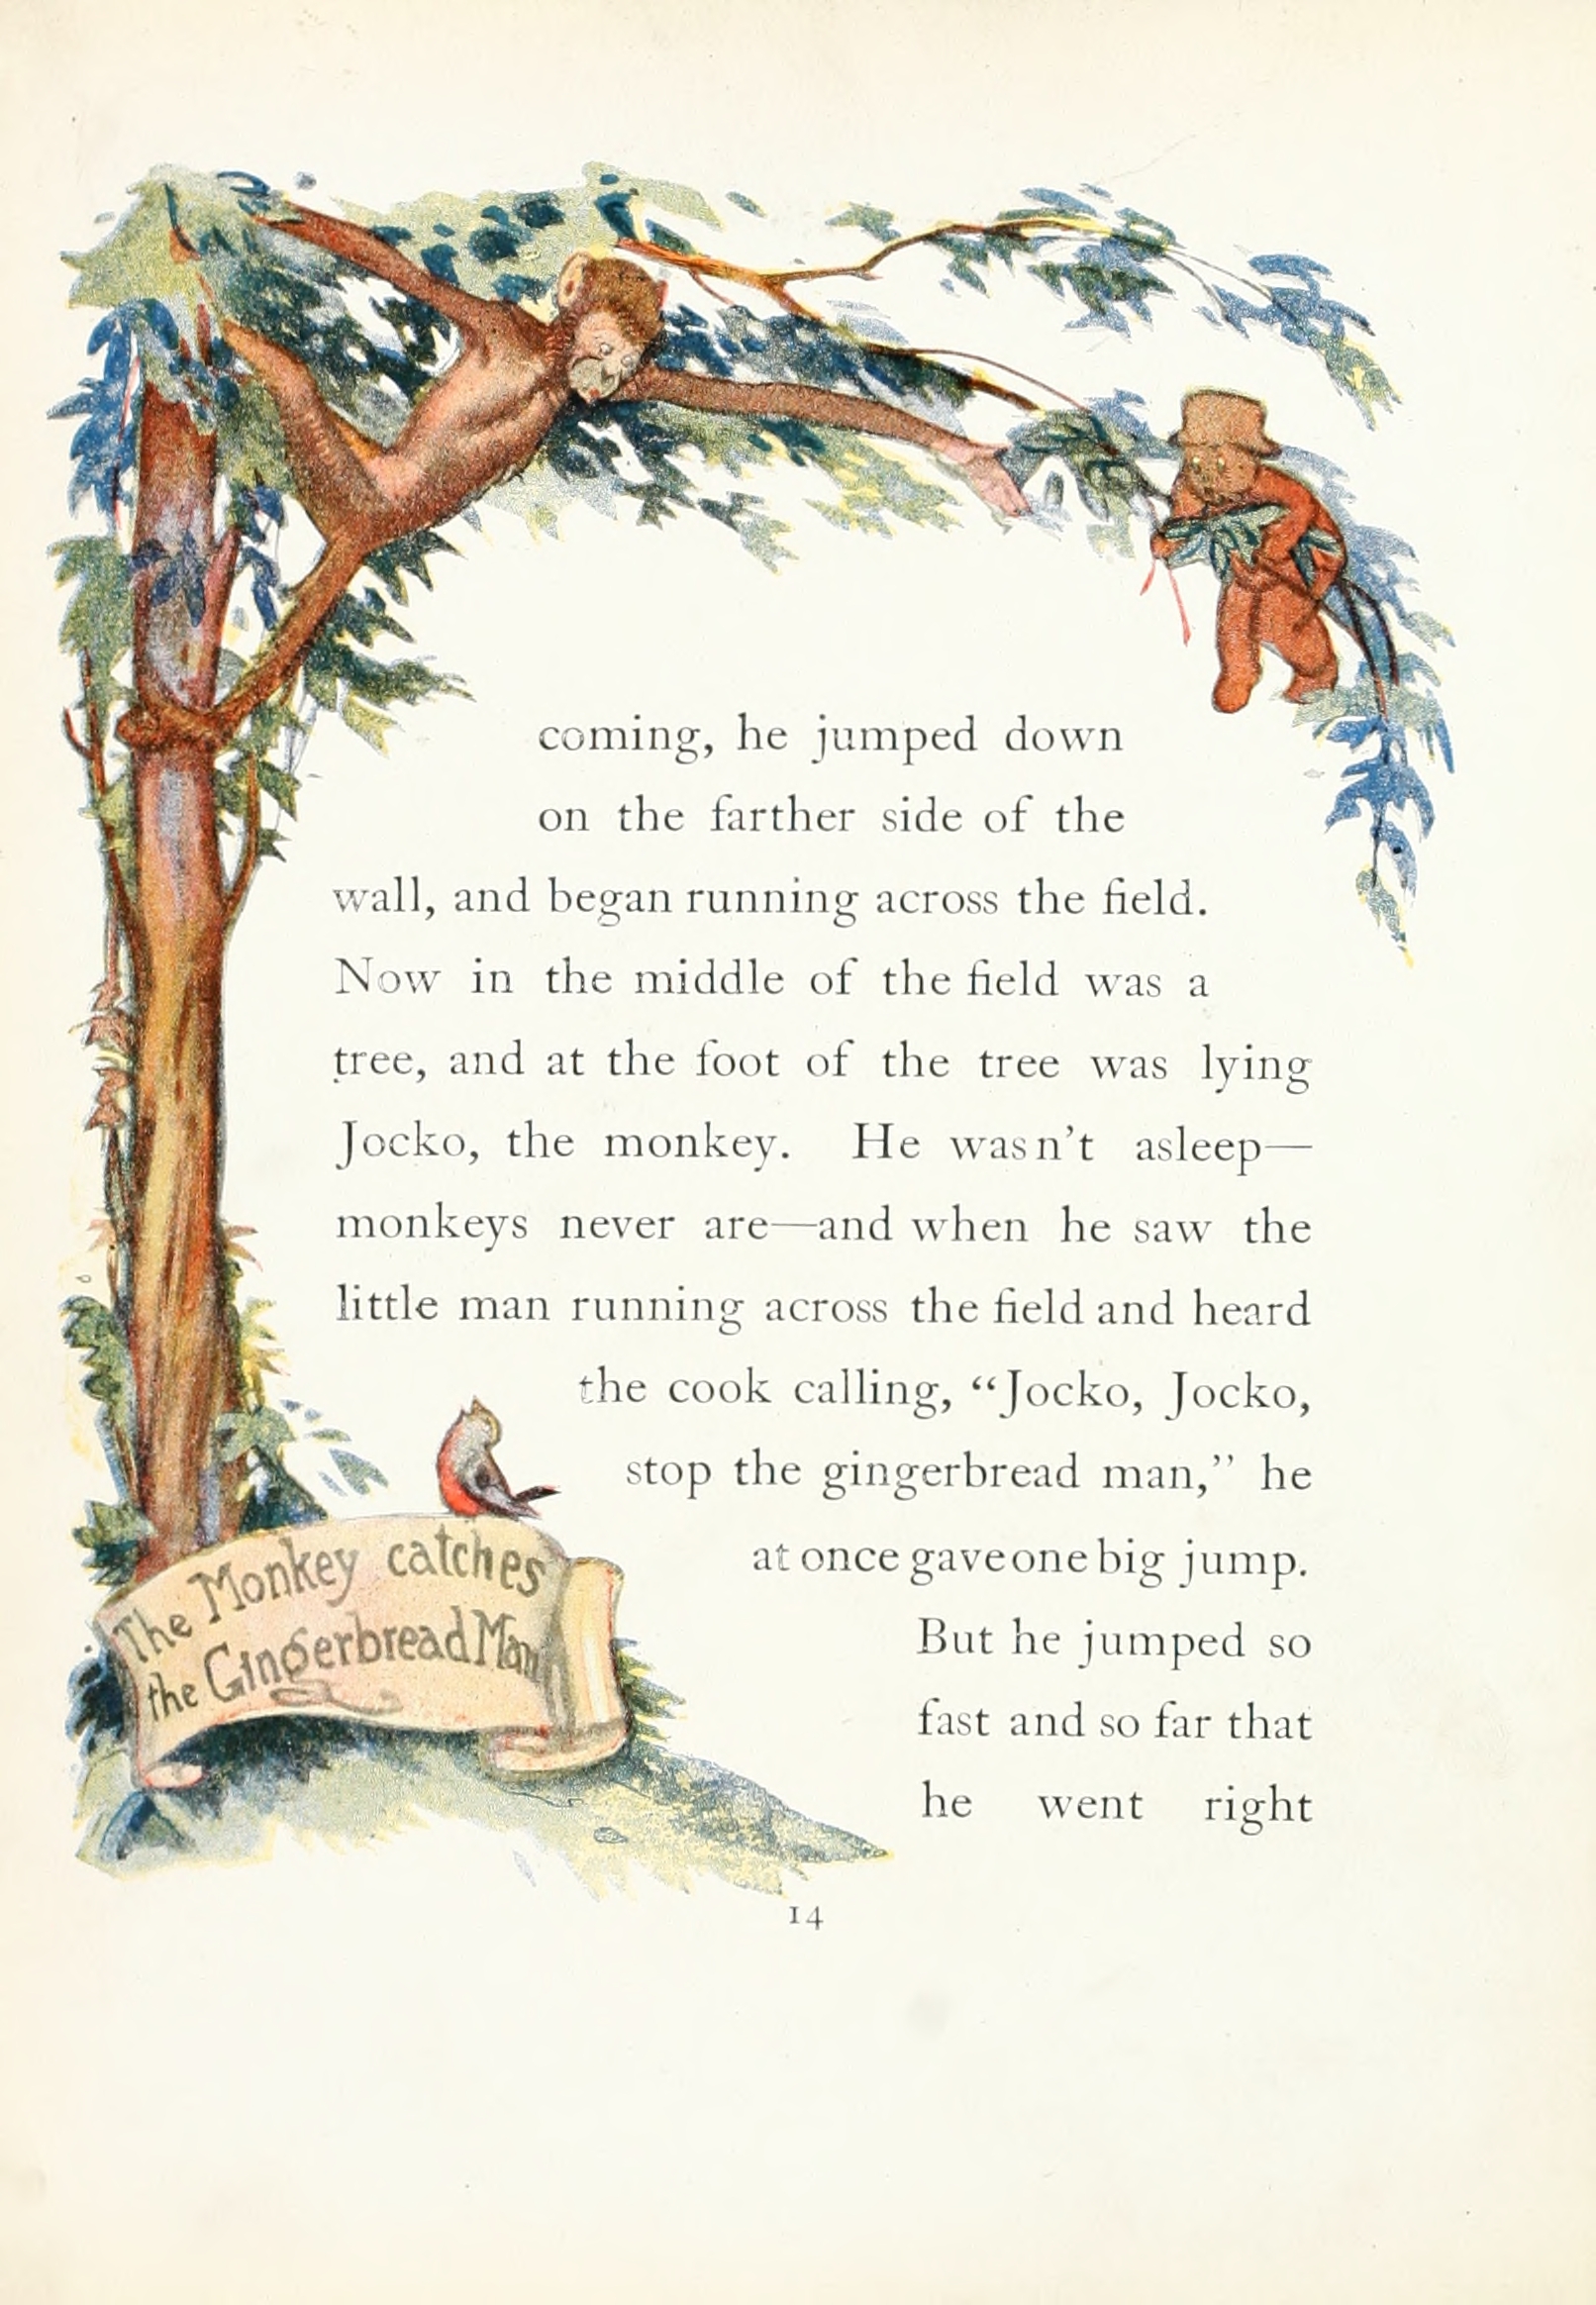 coming, he jumped down
on the farther side of the
wall, and began running across the field.
Now in the middle of the field was a
tree, and at the foot of the tree was lying
Jocko, the monkey. He wasn't asleep—
monkeys never are—and when he saw the
little man running across the field and heard
the cook calling, “Jocko, Jocko,
stop the gingerbread man,” he
at once gave one big jump.
But he jumped so
fast and so far that
he went right
The Monkey catches
the Gingerbread Man
14